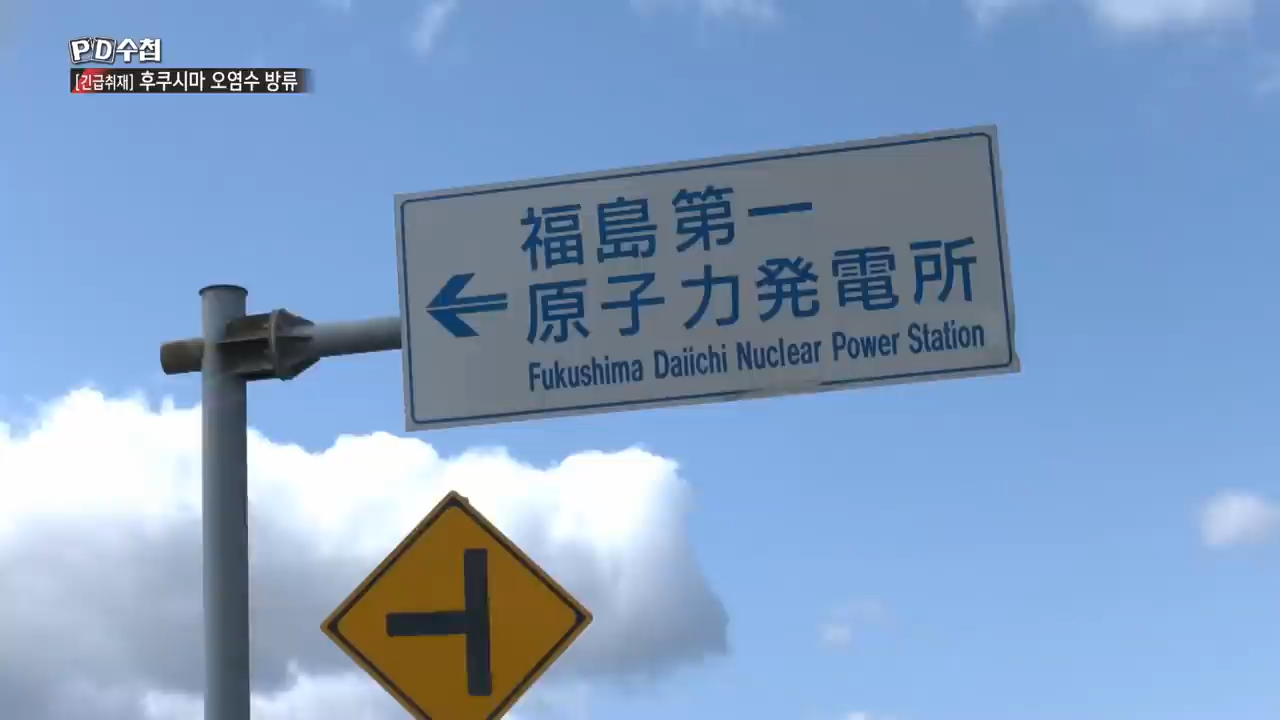 PD수첩
[긴급취재] 후쿠시마 오염수 방류
福島第一
原子力発電所
Fukushima Daiichi Nuclear Power Station